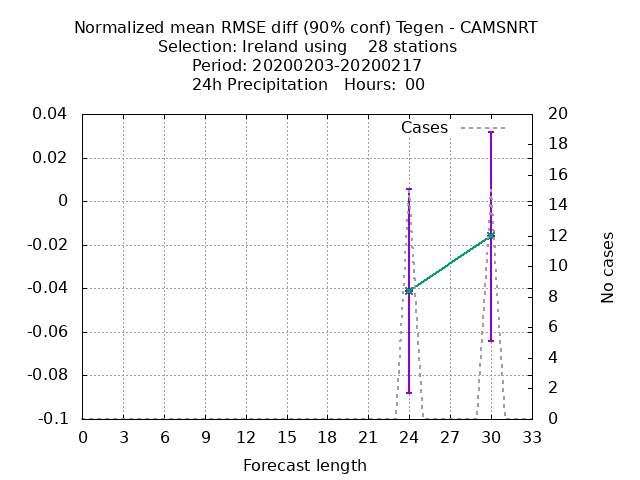 Normalized mean RMSE diff (90% conf) Tegen - CAMSNRT
Selection: Ireland using    28 stations
Period: 20200203-20200217
24h Precipitation   Hours:  00
Cases
0.04
0.02
0
-0.02
-0.04
-0.06
-0.08
-0.1
20
18
16
14
12
10
8
6
4
2
0
No cases
0 3 6 9 12 15 18 21 24 27 30 33
Forecast length